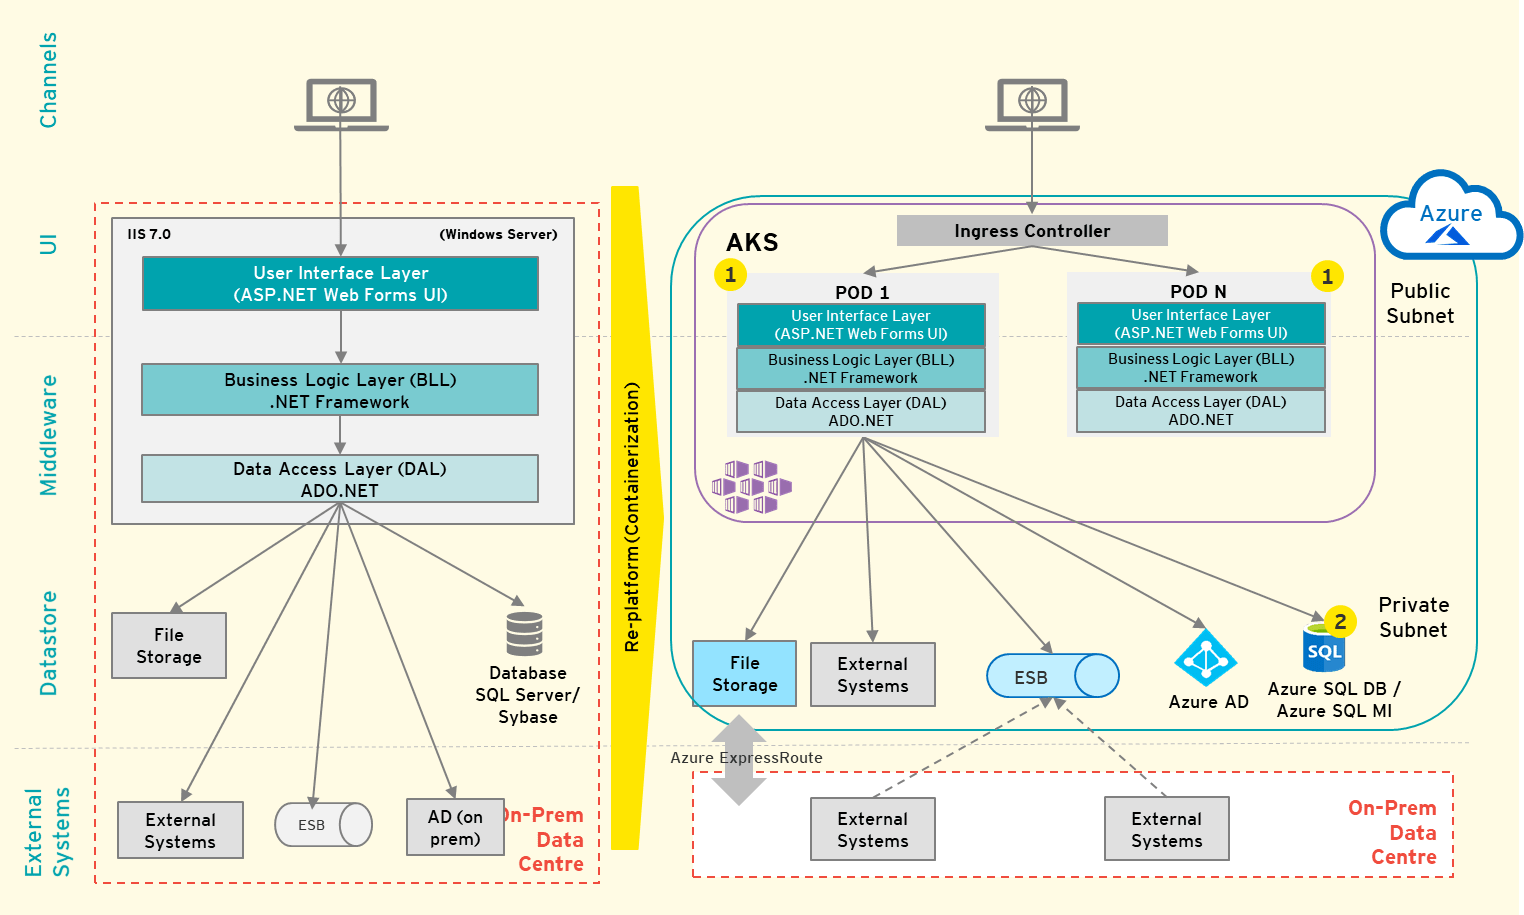 Channels
UI
Middleware
Datastore
External
Systems
IIS 7.0
(Windows Server)
User Interface Layer
(ASP.NET Web Forms UI)
Business Logic Layer (BLL)
.NET Framework
Data Access Layer (DAL)
ADO.NET
File
Storage
Database
SQL Server/
Sybase
External
Systems
ESB
AD (on
prem)
On-Prem
Data
Centre
Re-platform(Containerization)
Azure
Ingress Controller
AKS
1
POD 1
User Interface Layer
(ASP.NET Web Forms UI)
Business Logic Layer (BLL)
.NET Framework
Data Access Layer (DAL)
ADO.NET
1
POD N
User Interface Layer
(ASP.NET Web Forms UI)
Business Logic Layer (BLL)
.NET Framework
Data Access Layer (DAL)
ADO.NET
Public
Subnet
Private
Subnet
File
Storage
External
Systems
ESB
Azure AD
2
SQL
Azure SQL DB /
Azure SQL MI
Azure ExpressRoute
External
Systems
External
Systems
On-Prem
Data
Centre